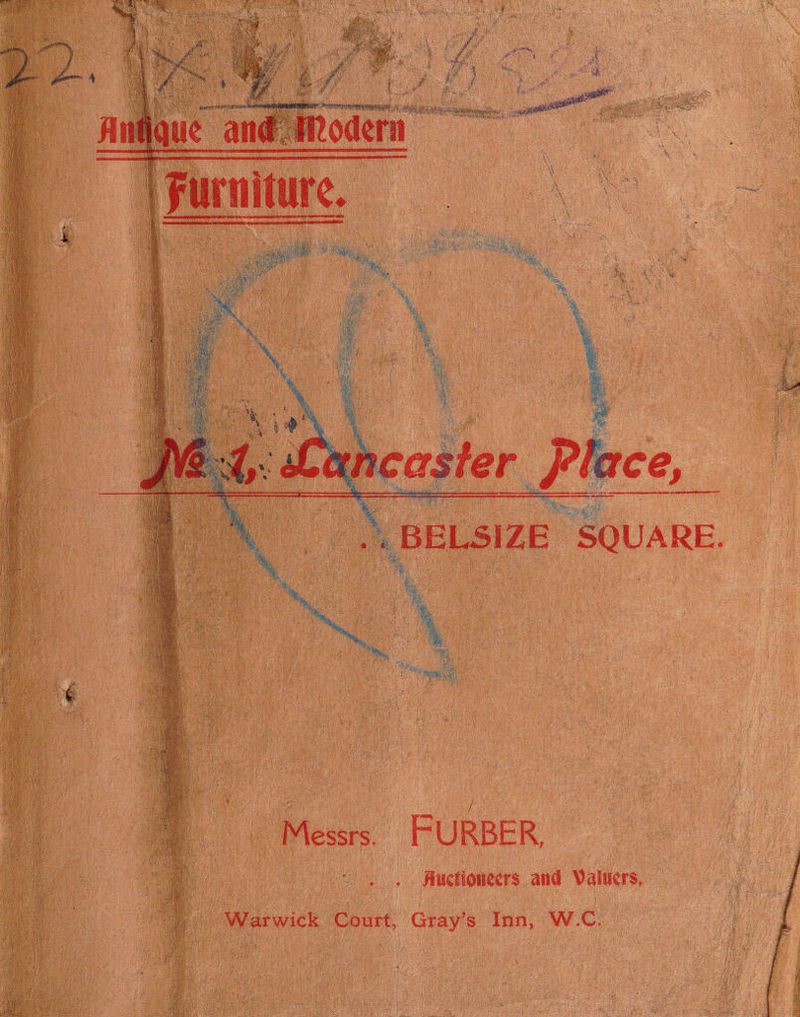 Antique and Modern
Furniture.
No 1, Lancaster Place,
. . BELSIZE SQUARE.
Messrs. FURBER,
. . Auctioneers and Valuers,
Warwick Court, Gray's Inn, W.C.